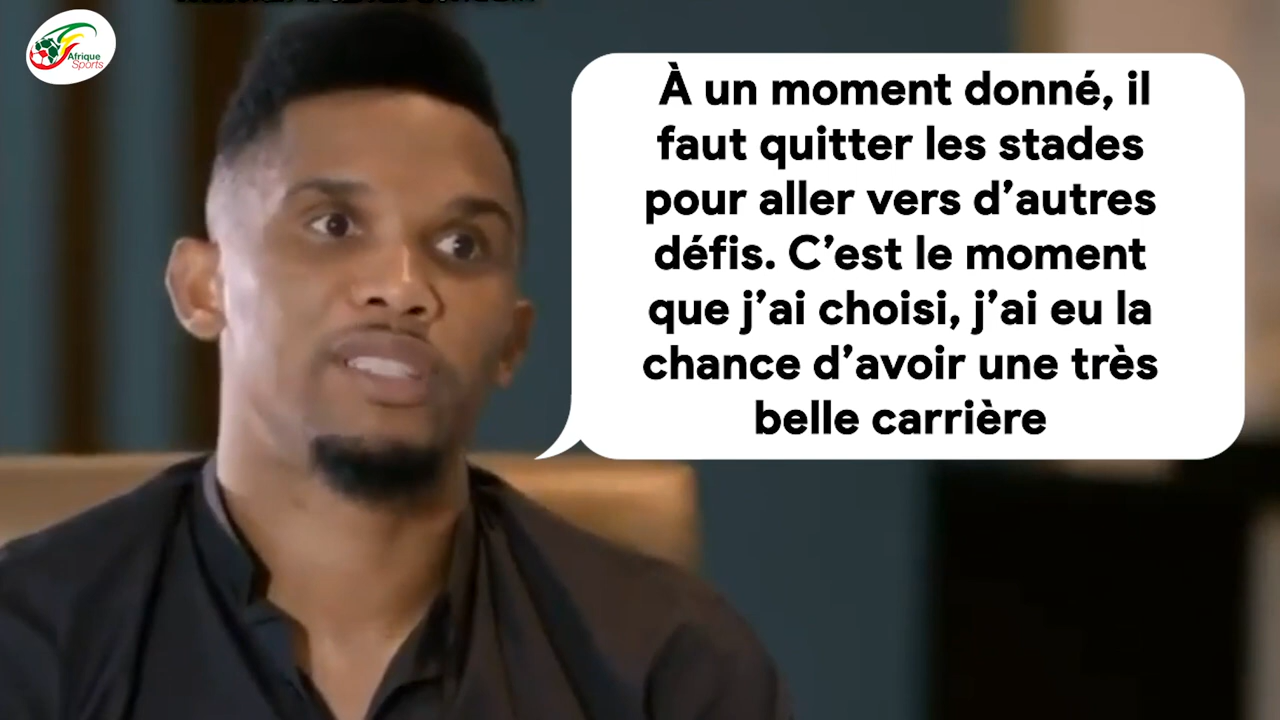 Afrique
Sports
À un moment donné, il
faut quitter les stades
pour aller vers d’autres
défis. C’est le moment
que j’ai choisi, j’ai eu la
chance d’avoir une très
belle carrière